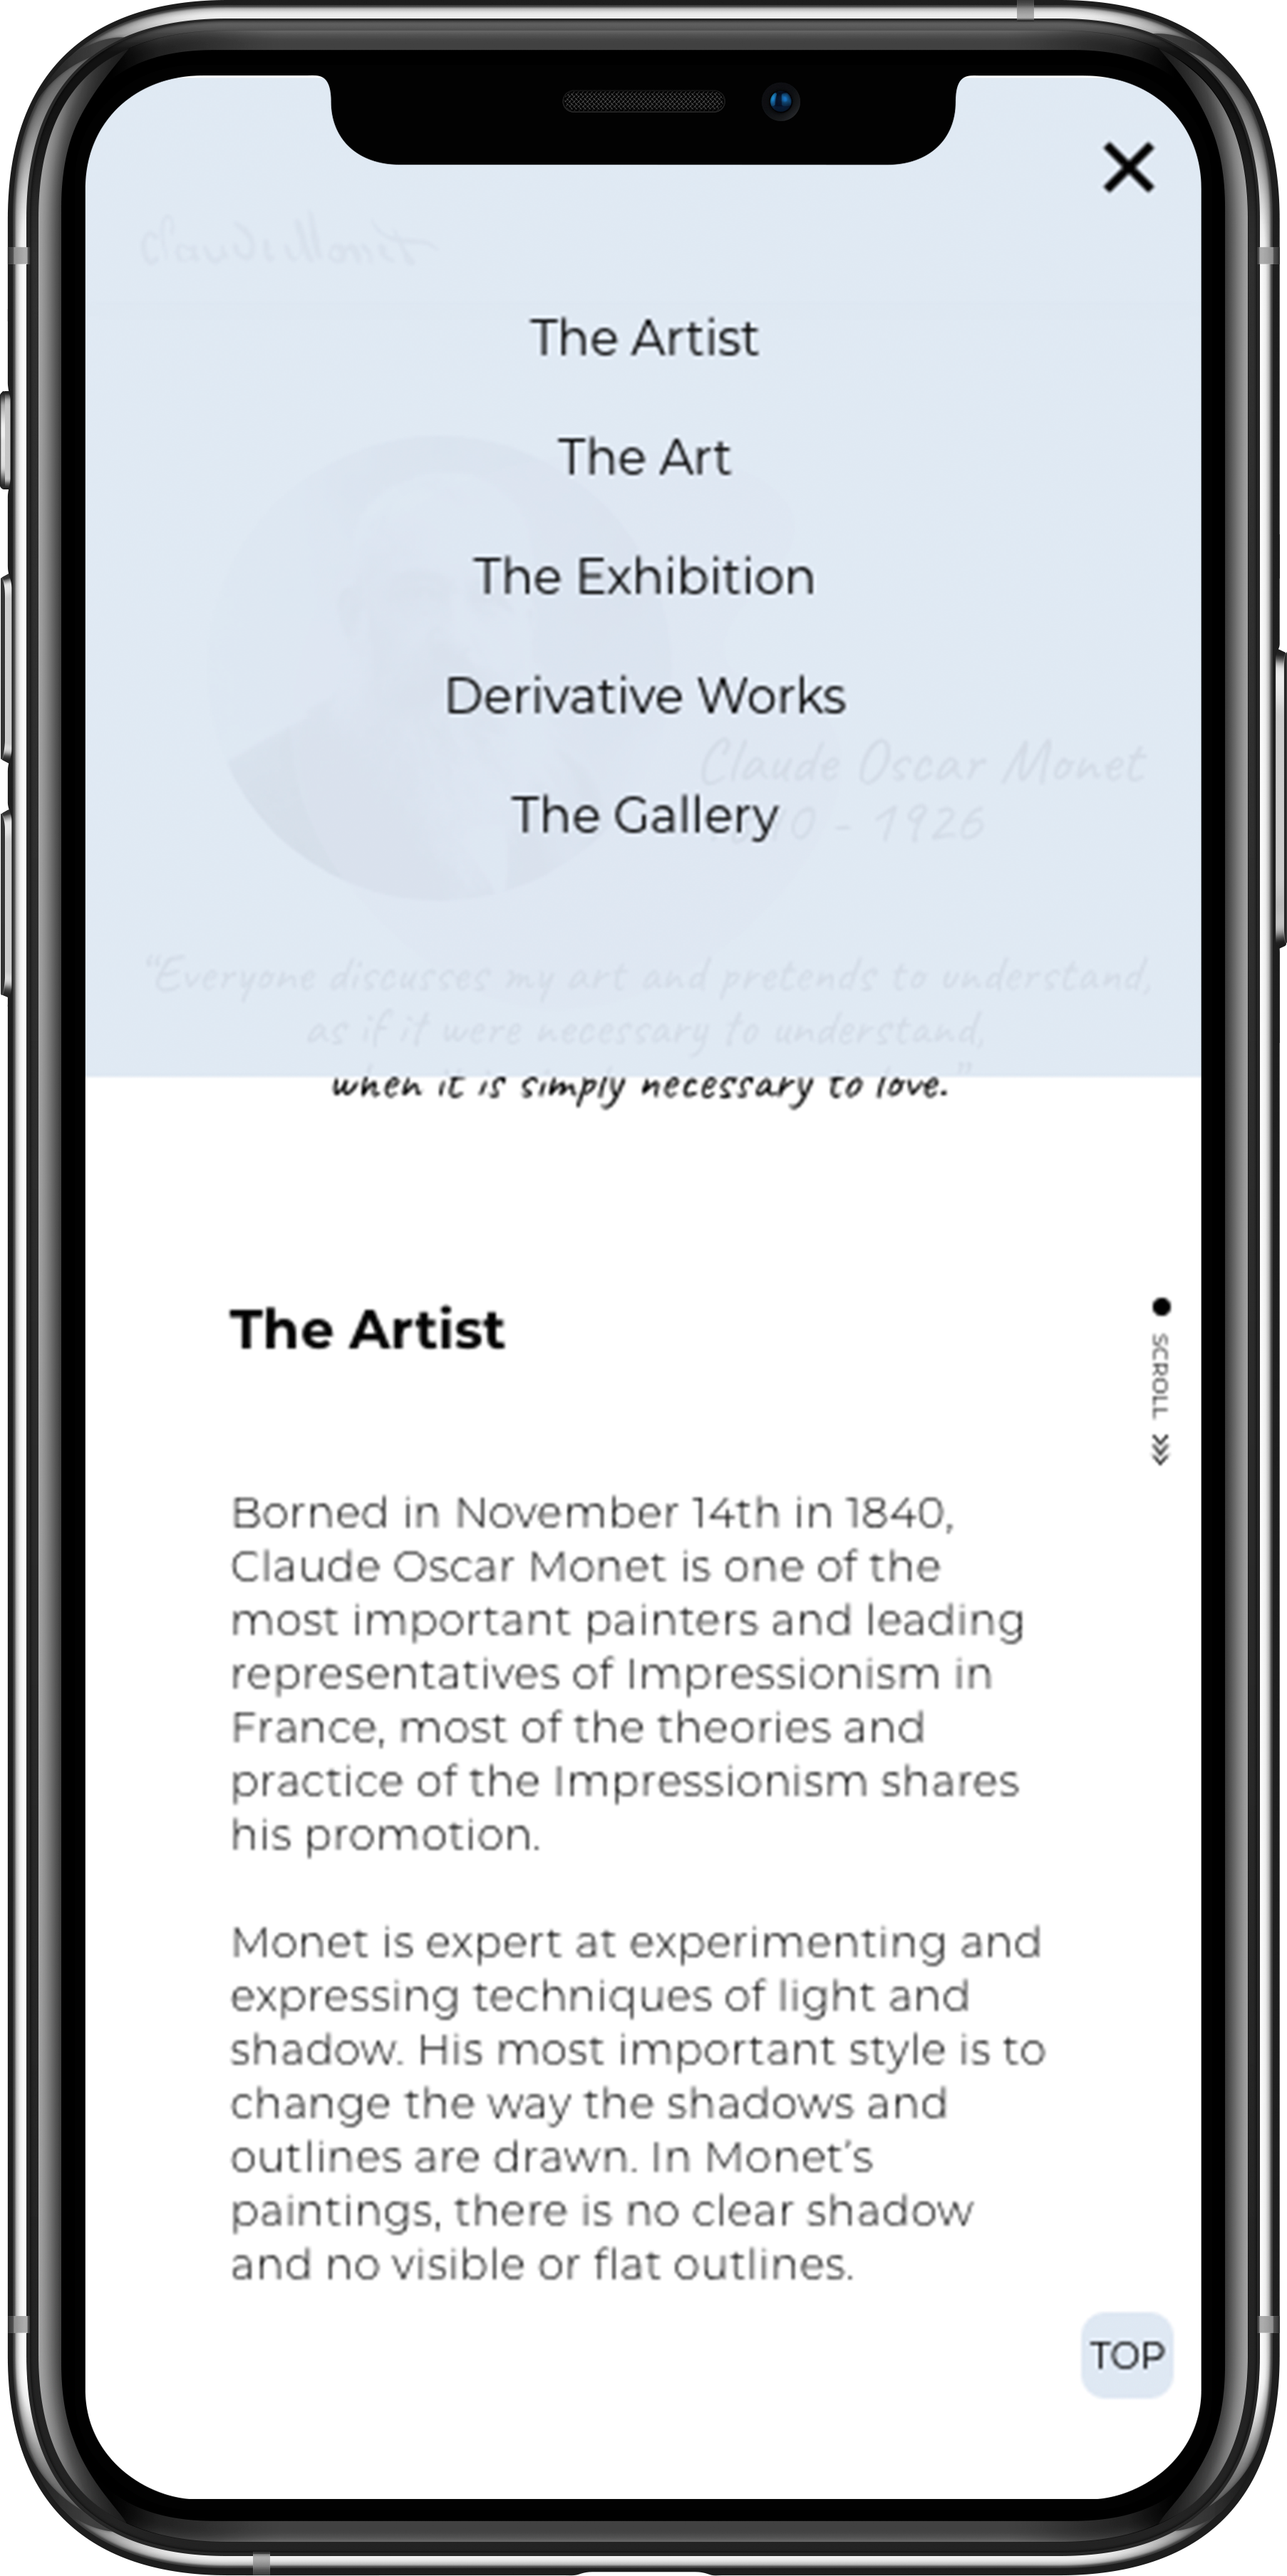 Claude Monet
The Artist
The Art
The Exhibition
Derivative Works
Claude Oscar Monet
The Gallery
- 1926
“Everyone discusses my art and pretends to understand,
as if it were necessary to understand,
when it is simply necessary to love.”
The Artist
SCROLL
Borned in November 14th in 1840,
Claude Oscar Monet is one of the
most important painters and leading
representatives of Impressionism in
France, most of the theories and
practice of the Impressionism shares
his promotion.
Monet is expert at experimenting and
expressing techniques of light and
shadow. His most important style is to
change the way the shadows and
outlines are drawn. In Monet’s
paintings, there is no clear shadow
and no visible or flat outlines.
TOP